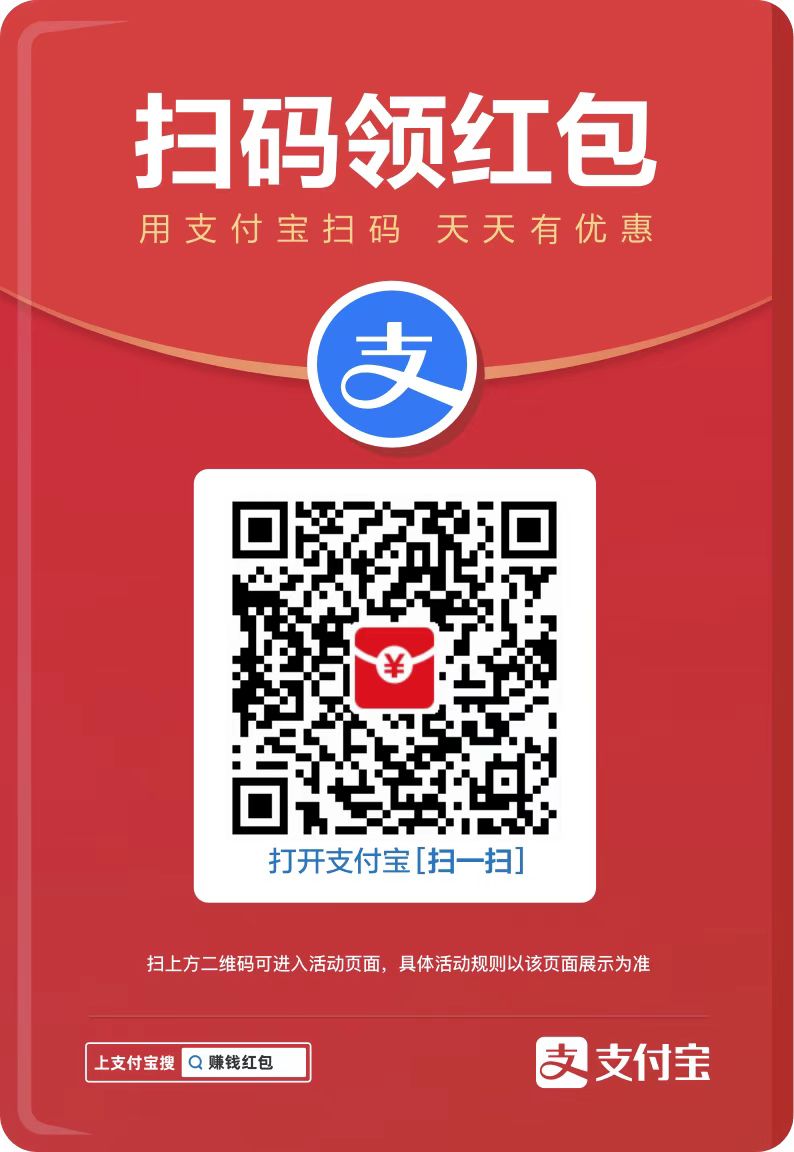 扫码领红包
用支付宝扫码 天天有优惠
支
¥
打开支付宝[扫一扫]
扫上方二维码可进入活动页面，具体活动规则以该页面展示为准
上支付宝搜 赚钱红包
支 支付宝